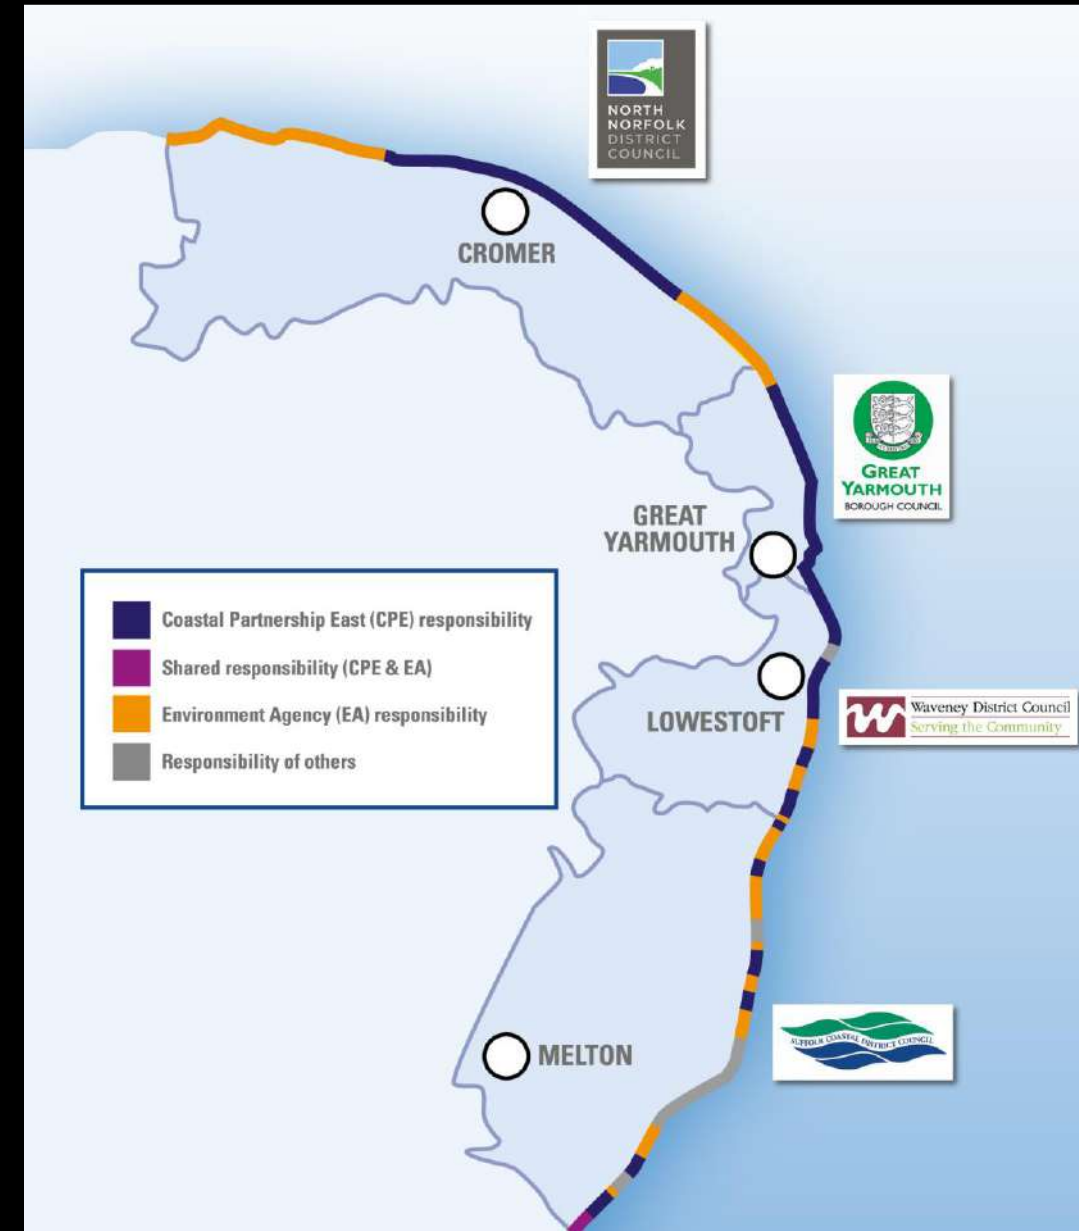 NORTH
NORFOLK
DISTRICT
COUNCIL
CROMER
GREAT
YARMOUTH
BOROUGH COUNCIL
GREAT
YARMOUTH
Coastal Partnership East (CPE) responsibility
Shared responsibility (CPE & EA)
Environment Agency (EA) responsibility
Responsibility of others
LOWESTOFT
Waveney District Council
Serving the Community
SUFFOLK COASTAL DISTRICT COUNCIL
MELTON